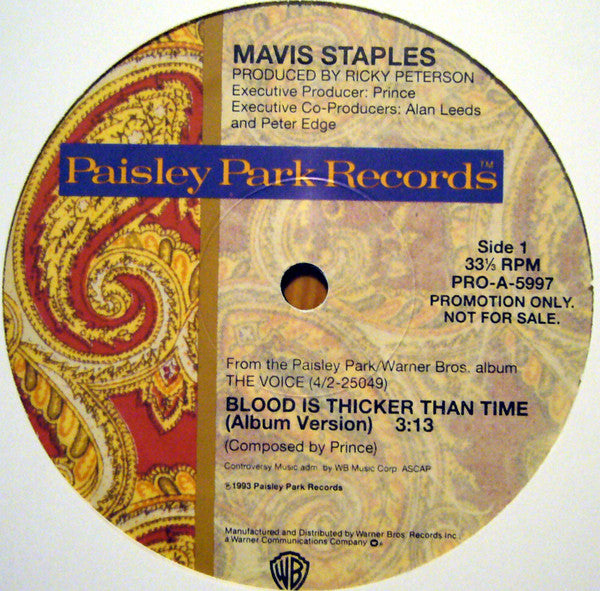 MAVIS STAPLES
PRODUCED BY RICKY PETERSON
Executive Producer: Prince
Executive Co-Producers: Alan Leeds
and Peter Edge
Paisley Park Records™
Side 1
33⅓ RPM
PRO-A-5997
PROMOTION ONLY.
NOT FOR SALE.
From the Paisley Park/Warner Bros. album
THE VOICE (4/2-25049)
BLOOD IS THICKER THAN TIME
(Album Version) 3:13
(Composed by Prince)
Controversy Music adm. by WB Music Corp. ASCAP
℗1993 Paisley Park Records
Manufactured and Distributed by Warner Bros. Records Inc.,
a Warner Communications Company
WB